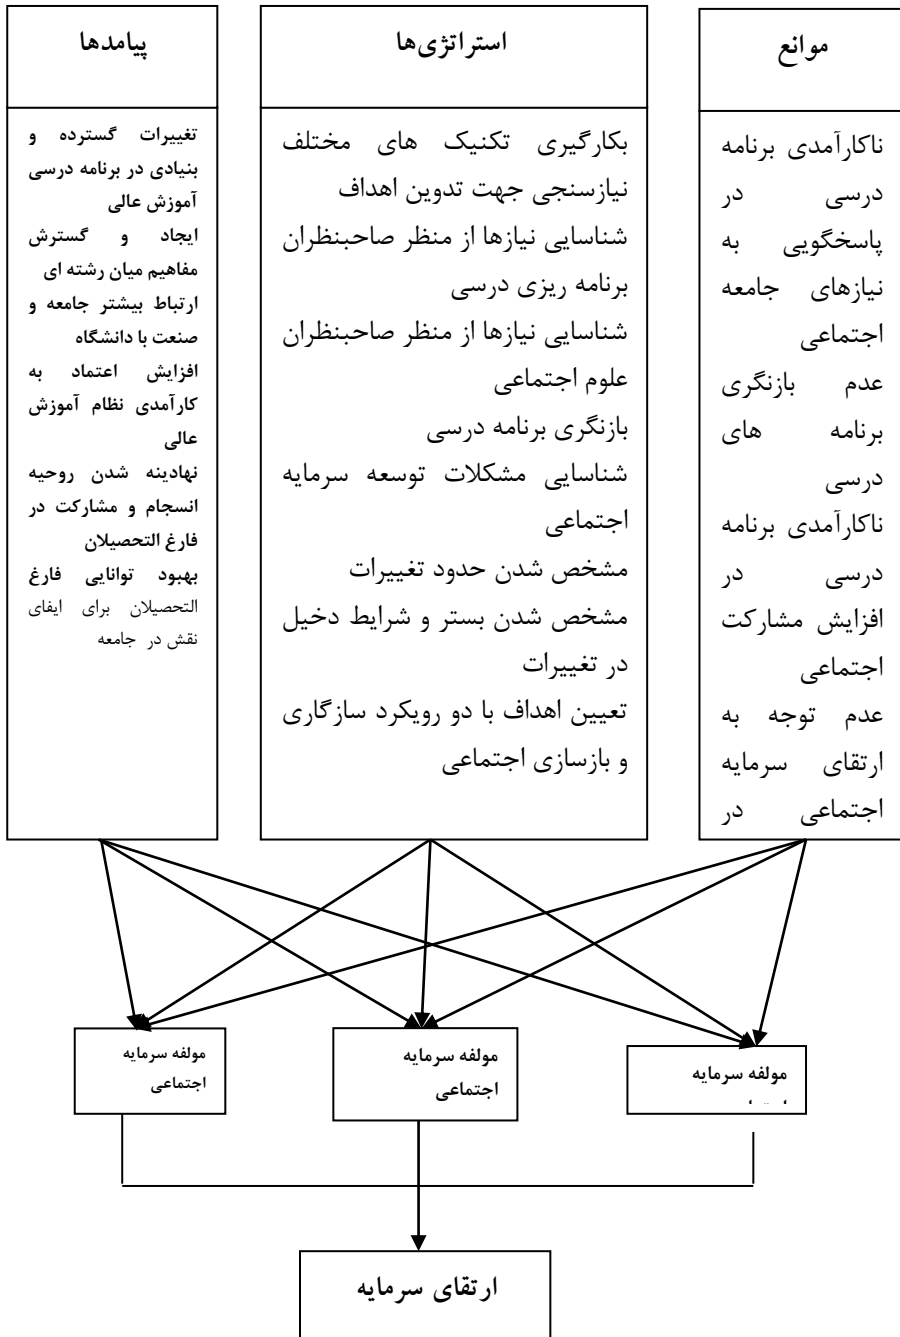 موانع
ناکارآمدی برنامه
درسی در
پاسخگویی به
نیازهای جامعه
اجتماعی
عدم بازنگری
برنامه های
درسی
ناکارآمدی برنامه
درسی در
افزایش مشارکت
اجتماعی
عدم توجه به
ارتقای سرمایه
اجتماعی در
استراتژی‌ها
بکارگیری تکنیک های مختلف
نیازسنجی جهت تدوین اهداف
شناسایی نیازها از منظر صاحبنظران
برنامه ریزی درسی
شناسایی نیازها از منظر صاحبنظران
علوم اجتماعی
بازنگری برنامه درسی
شناسایی مشکلات توسعه سرمایه
اجتماعی
مشخص شدن حدود تغییرات
مشخص شدن بستر و شرایط دخیل
در تغییرات
تعیین اهداف با دو رویکرد سازگاری
و بازسازی اجتماعی
پیامدها
تغییرات گسترده و
بنیادی در برنامه درسی
آموزش عالی
ایجاد و گسترش
مفاهیم میان رشته ای
ارتباط بیشتر جامعه و
صنعت با دانشگاه
افزایش اعتماد به
کارآمدی نظام آموزش
عالی
نهادینه شدن روحیه
انسجام و مشارکت در
فارغ التحصیلان
بهبود توانایی فارغ
التحصیلان برای ایفای
نقش در جامعه
مولفه سرمایه
مولفه سرمایه
اجتماعی
مولفه سرمایه
اجتماعی
ارتقای سرمایه